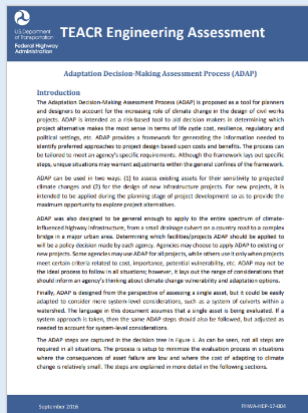 U.S. Department
of Transportation
Federal Highway
Administration
TEACR Engineering Assessment
Adaptation Decision-Making Assessment Process (ADAP)
Introduction
The Adaptation Decision-Making Assessment Process (ADAP) is proposed as a tool for planners
and designers to account for the increasing role of climate change in the design of civil works
projects. ADAP is intended as a risk-based tool to aid decision makers in determining which
project alternative makes the most sense in terms of life cycle cost, resilience, regulatory and
political settings, etc. ADAP provides a framework for generating the information needed to
identify preferred approaches to project design based upon costs and benefits. The process can
be tailored to meet an agency's specific requirements. Although the framework lays out specific
steps, unique situations may warrant adjustments within the general confines of the framework.
ADAP can be used in two ways: (1) to assess existing assets for their sensitivity to projected
climate changes and (2) for the design of new infrastructure projects. For new projects, it is
intended to be applied during the planning stage of project development so as to provide the
maximum opportunity to explore project alternatives.
ADAP was also designed to be general enough to apply to the entire spectrum of climate-
influenced highway infrastructure, from a small drainage culvert on a country road to a complex
bridge in a major urban area. Determining which facilities/projects ADAP should be applied to
will be a policy decision made by each agency. Agencies may choose to apply ADAP to existing or
new projects. Some agencies may use ADAP for all projects, while others use it only where projects
meet certain criteria related to cost, importance, potential vulnerability, etc. ADAP may not be
the ideal process to follow in all situations; however, it lays out the range of considerations that
should inform an agency's thinking about climate change vulnerability and adaptation options.
Finally, ADAP is designed from the perspective of assessing a single asset, but it could be easily
adapted to consider more system-level considerations, such as a system of culverts within a
watershed. The language in this document assumes that a single asset is being evaluated. If a
system approach is taken, then the same ADAP steps should also be followed, but adjusted as
needed to account for system-level considerations.
The ADAP steps are captured in the decision tree in Figure 1. As can be seen, not all steps are
required in all situations. The process is setup to minimize the evaluation process in situations
where the consequences of asset failure are low and where the cost of adapting to climate
change is relatively small. The steps are explained in more detail in the following sections.
September 2016
FHWA-HEP-17-004